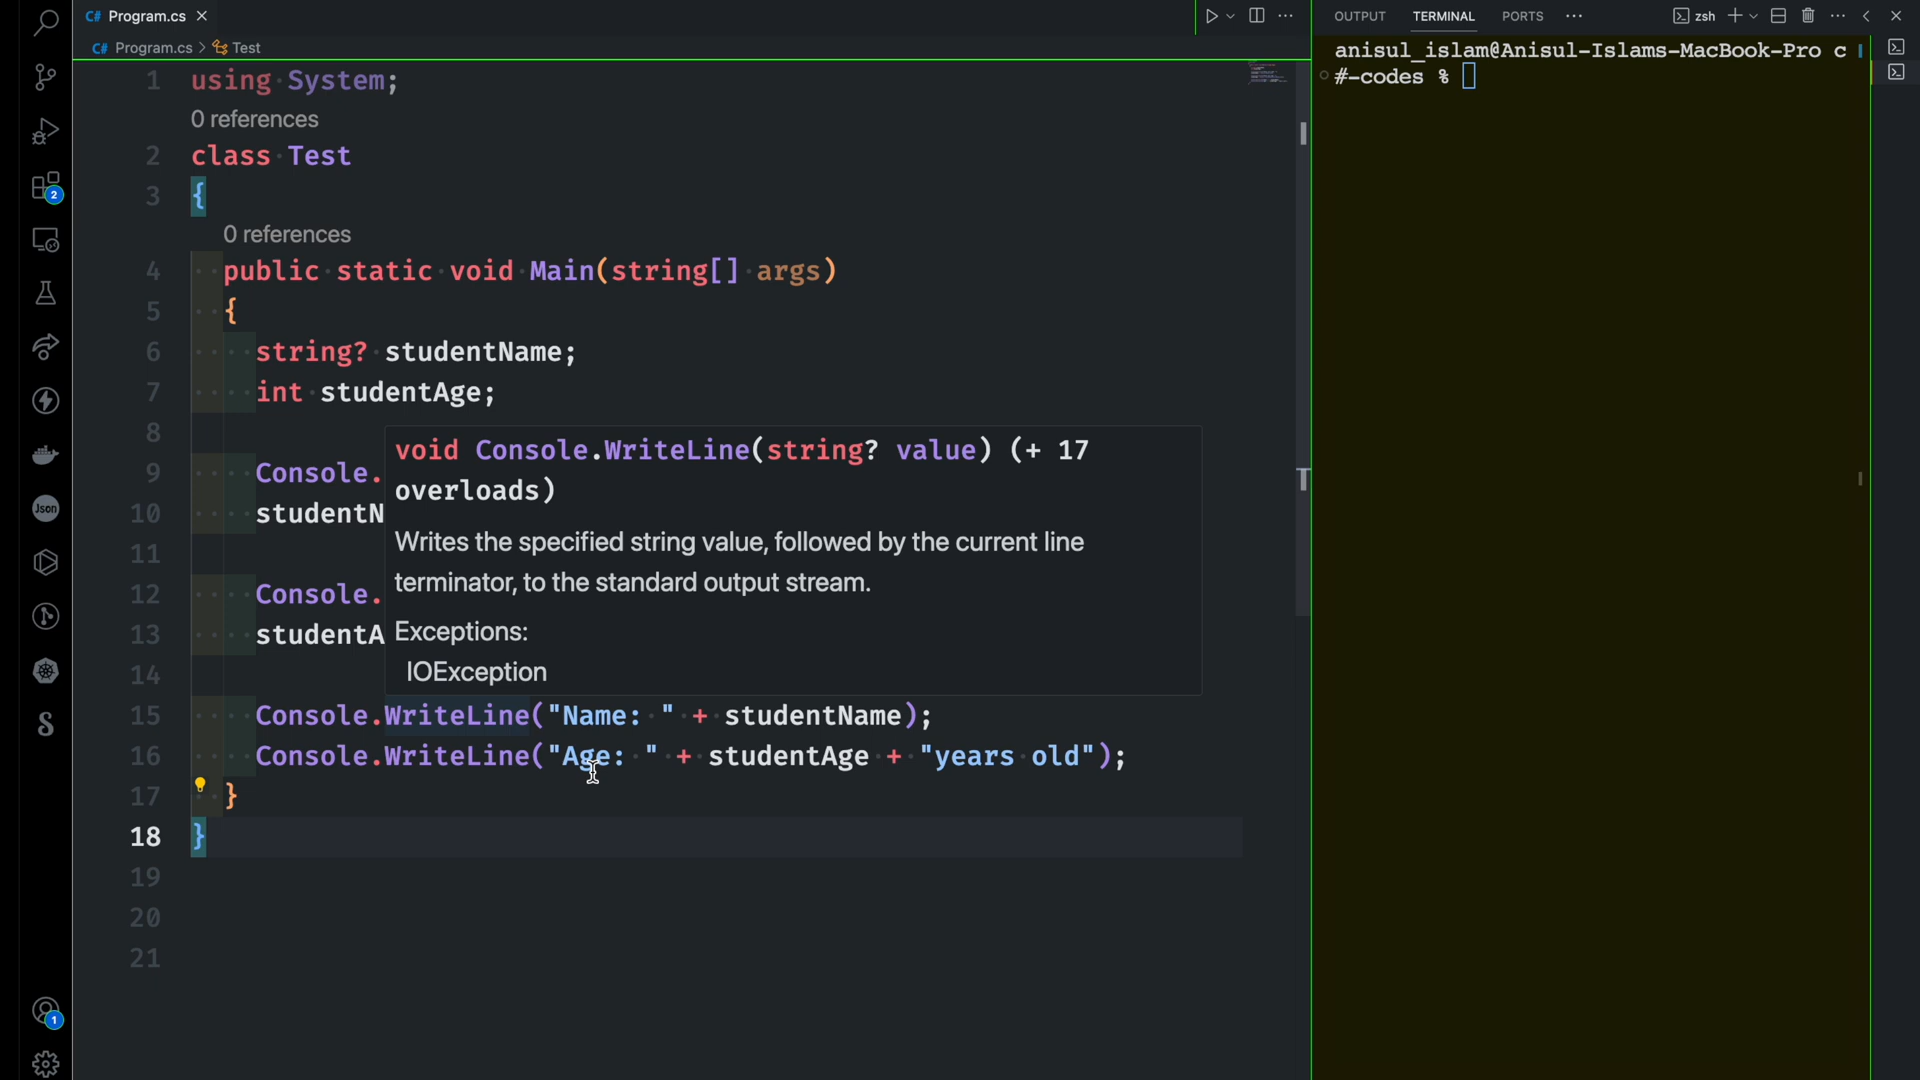 C# Program.cs
C# Program.cs > Test
1 using System;
0 references
2 class Test
3 {
0 references
4 public static void Main(string[] args)
5 {
6 string? studentName;
7 int studentAge;
8
9 Console.
10 studentN
11
12 Console.
13 studentA
14
void Console.WriteLine(string? value) (+ 17
overloads)
Writes the specified string value, followed by the current line
terminator, to the standard output stream.
Exceptions:
IOException
15 Console.WriteLine("Name: " + studentName);
16 Console.WriteLine("Age: " + studentAge + "years old");
17 }
18 }
19
20
21
2
Json
1
OUTPUT TERMINAL PORTS
zsh
anisul_islam@Anisul-Islams-MacBook-Pro c
#-codes %